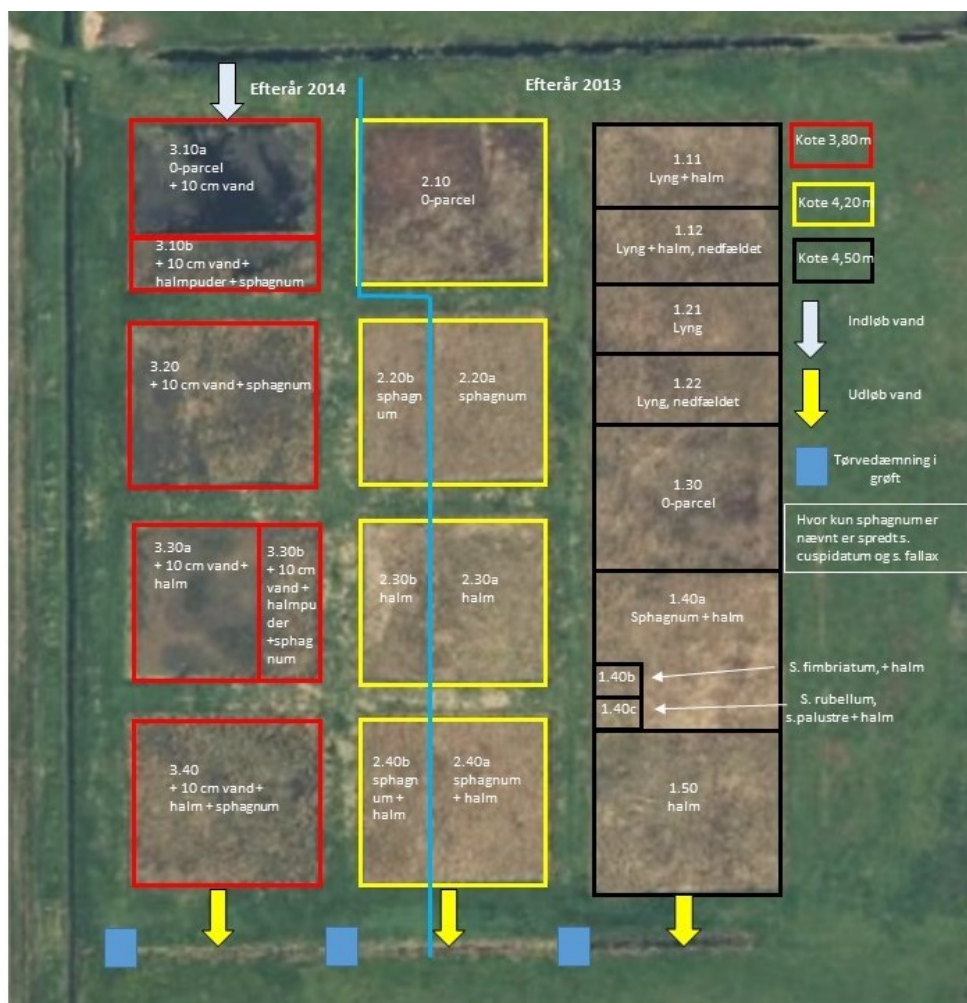 Efterår 2014
Efterår 2013
3.10a
0-parcel
+ 10 cm vand
3.10b
+ 10 cm vand+
halmpuder + sphagnum
3.20
+ 10 cm vand + sphagnum
3.30a
+ 10 cm vand +
halm
3.30b
+ 10 cm
vand +
halmpu
der
+sphag
num
3.40
+ 10 cm vand +
halm + sphagnum
2.10
0-parcel
2.20b
sphagn
um
2.20a
sphagnum
2.30b
halm
2.30a
halm
2.40b
sphagn
um +
halm
2.40a
sphagnum
+ halm
1.11
Lyng + halm
1.12
Lyng + halm, nedfældet
1.21
Lyng
1.22
Lyng, nedfældet
1.30
0-parcel
1.40a
Sphagnum + halm
1.40b
1.40c
1.50
halm
Kote 3,80 m
Kote 4,20 m
Kote 4,50 m
Indløb vand
Udløb vand
Tørvedæmning i
grøft
Hvor kun sphagnum er
nævnt er spredt s.
cuspidatum og s. fallax
S. fimbriatum, + halm
S. rubellum,
s.palustre + halm